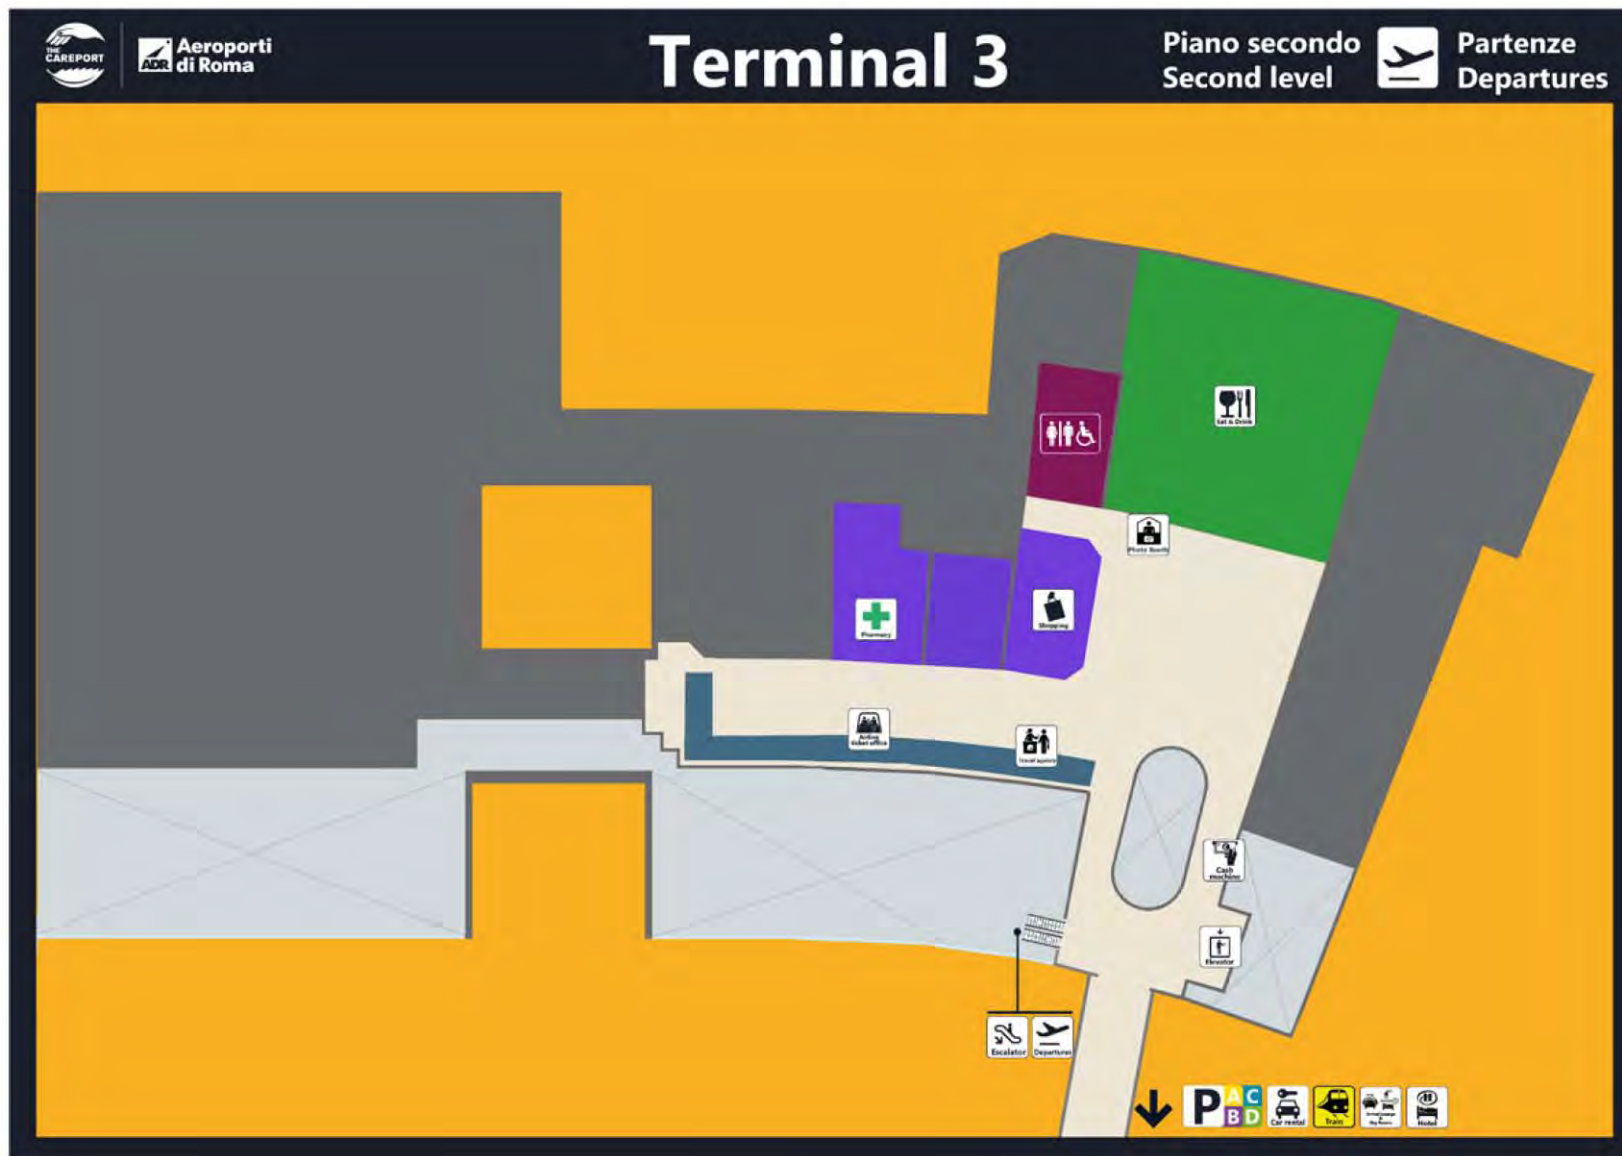 THE
CAREPORT
ADR
Aeroporti
di Roma
Terminal 3
Piano secondo
Second level
Partenze
Departures
Eat & Drink
Photo Booth
Pharmacy
Shopping
Airline
ticket office
Travel agency
Cash
machine
Elevator
Escalator
Departures
P
A C
B D
Car rental
Train
Hotel